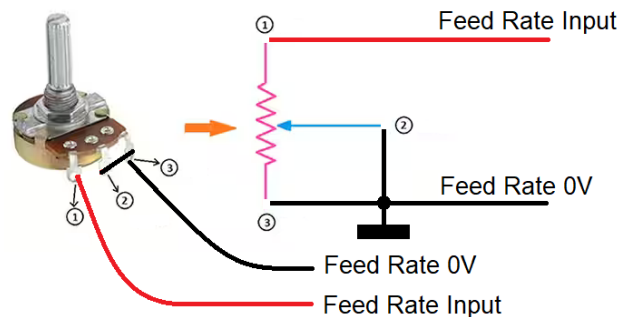 ①
Feed Rate Input
②
③
②
①
③
Feed Rate 0V
Feed Rate 0V
Feed Rate Input